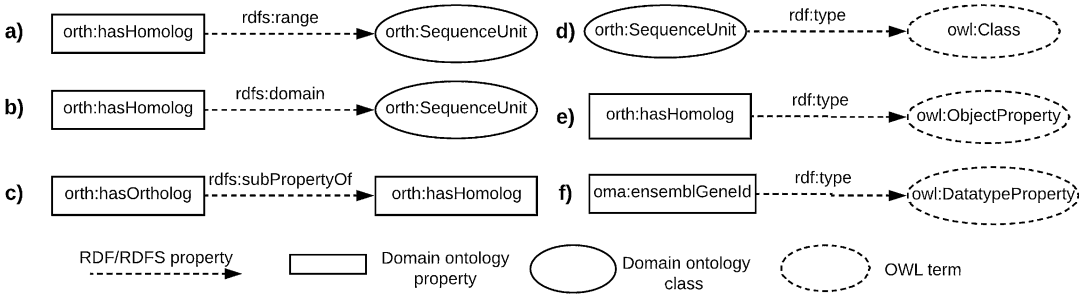 a) orth:hasHomolog rdfs:range orth:SequenceUnit
b) orth:hasHomolog rdfs:domain orth:SequenceUnit
c) orth:hasOrtholog rdfs:subPropertyOf orth:hasHomolog
d) orth:SequenceUnit rdf:type owl:Class
e) orth:hasHomolog rdf:type owl:ObjectProperty
f) oma:ensemblGeneId rdf:type owl:DatatypeProperty
RDF/RDFS property
Domain ontology
property
Domain ontology
class
OWL term